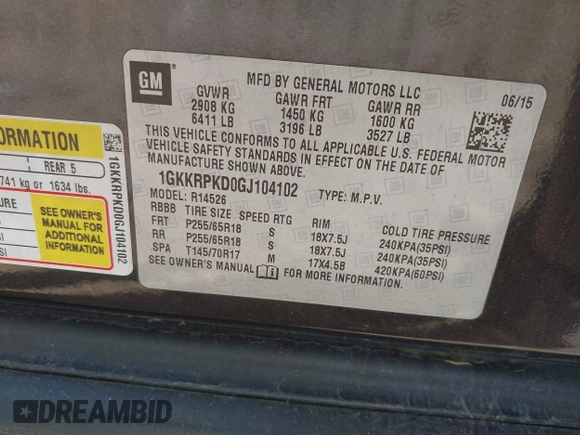 GM
MFD BY GENERAL MOTORS LLC
06/15
GVWR GAWR FRT GAWR RR
2908 KG 1450 KG 1600 KG
6411 LB 3196 LB 3527 LB
THIS VEHICLE CONFORMS TO ALL APPLICABLE U.S. FEDERAL MOTOR
VEHICLE SAFETY STANDARDS IN EFFECT ON THE DATE OF
MANUFACTURE SHOWN ABOVE.
1GKKRPKD0GJ104102 TYPE: M.P.V.
MODEL: R14526
RBBB TIRE SIZE SPEED RTG RIM COLD TIRE PRESSURE
FRT P255/65R18 S 18X7.5J 240KPA(35PSI)
RR P255/65R18 S 18X7.5J 240KPA(35PSI)
SPA T145/70R17 M 17X4.5B 420KPA(60PSI)
SEE OWNER'S MANUAL FOR MORE INFORMATION.
ORMATION
REAR 5
741 kg or 1634 lbs.
URE
SEE OWNER'S
MANUAL FOR
ADDITIONAL
INFORMATION
1GKKRPKD0GJ104102
DREAMBID